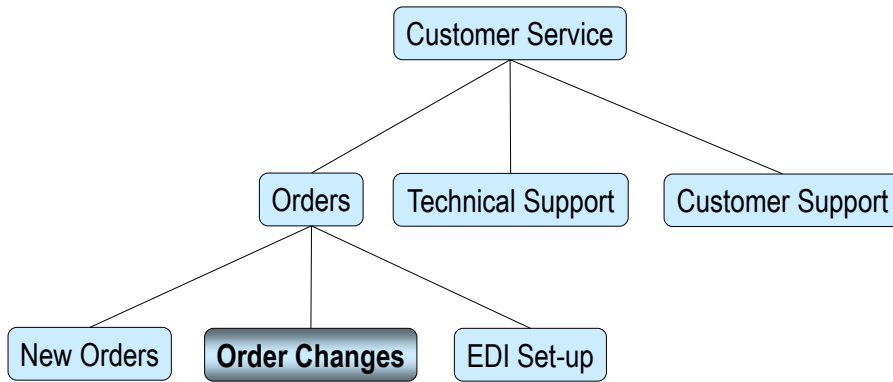 Customer Service
Orders
Technical Support
Customer Support
New Orders
Order Changes
EDI Set-up